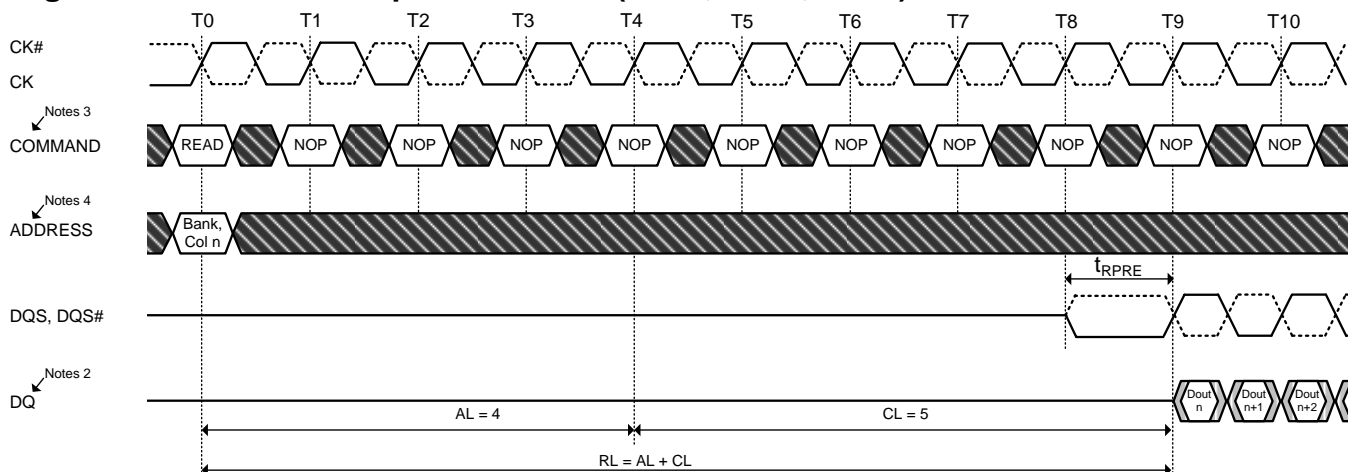 T0 T1 T2 T3 T4 T5 T6 T7 T8 T9 T10
CK#
CK
Notes 3
COMMAND READ NOP NOP NOP NOP NOP NOP NOP NOP NOP NOP
Notes 4
ADDRESS Bank,
Col n
tRPRE
DQS, DQS#
Notes 2
DQ
Dout
n
Dout
n+1
Dout
n+2
AL = 4 CL = 5
RL = AL + CL